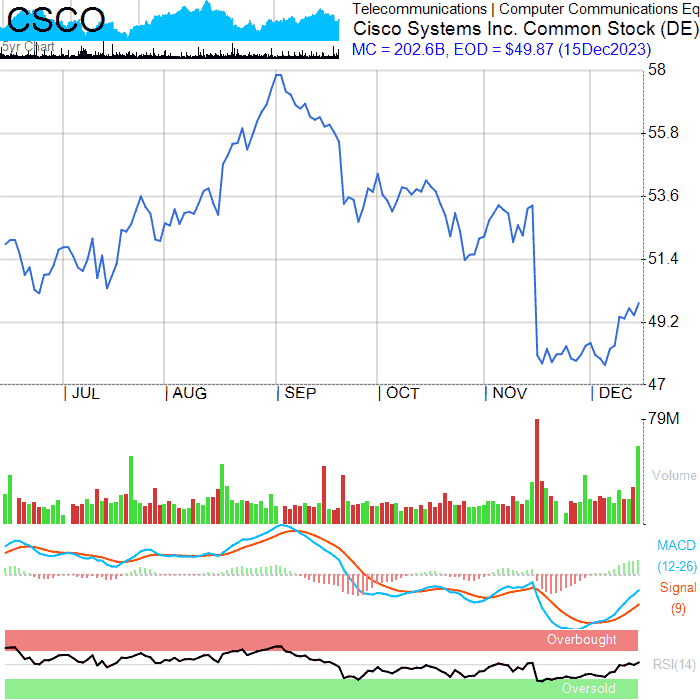 CSCO
5yr Chart
Telecommunications | Computer Communications Eq
Cisco Systems Inc. Common Stock (DE)
MC = 202.6B, EOD = $49.87 (15Dec2023)
58
55.8
53.6
51.4
49.2
47
| JUL | AUG | SEP | OCT | NOV | DEC
79M
Volume
MACD
(12-26)
Signal
(9)
Overbought
RSI(14)
Oversold